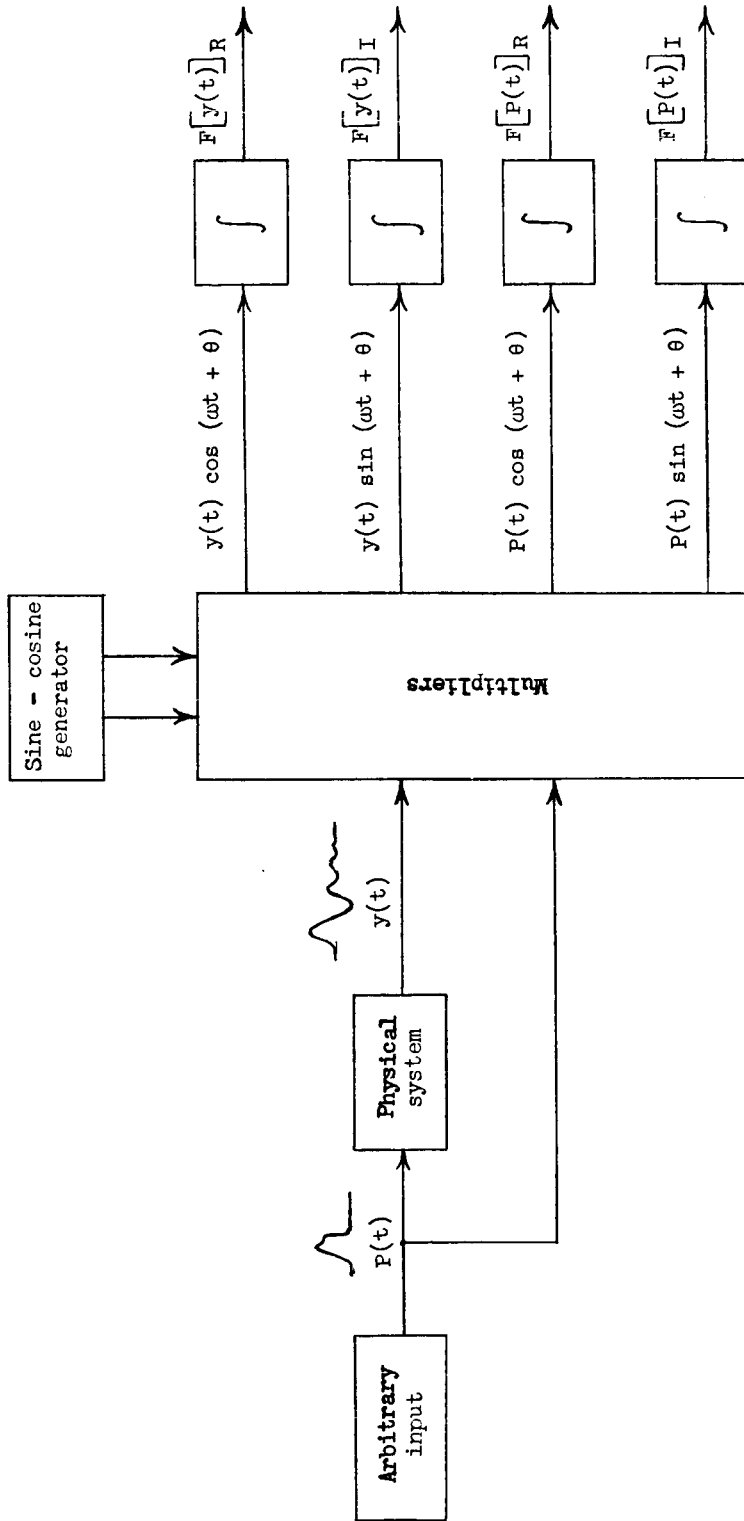 Sine - cosine
generator
Arbitrary
input
P(t)
Physical
system
y(t)
Multipliers
y(t) cos (ωt + θ)
∫
F[y(t)]R
y(t) sin (ωt + θ)
∫
F[y(t)]I
P(t) cos (ωt + θ)
∫
F[P(t)]R
P(t) sin (ωt + θ)
∫
F[P(t)]I